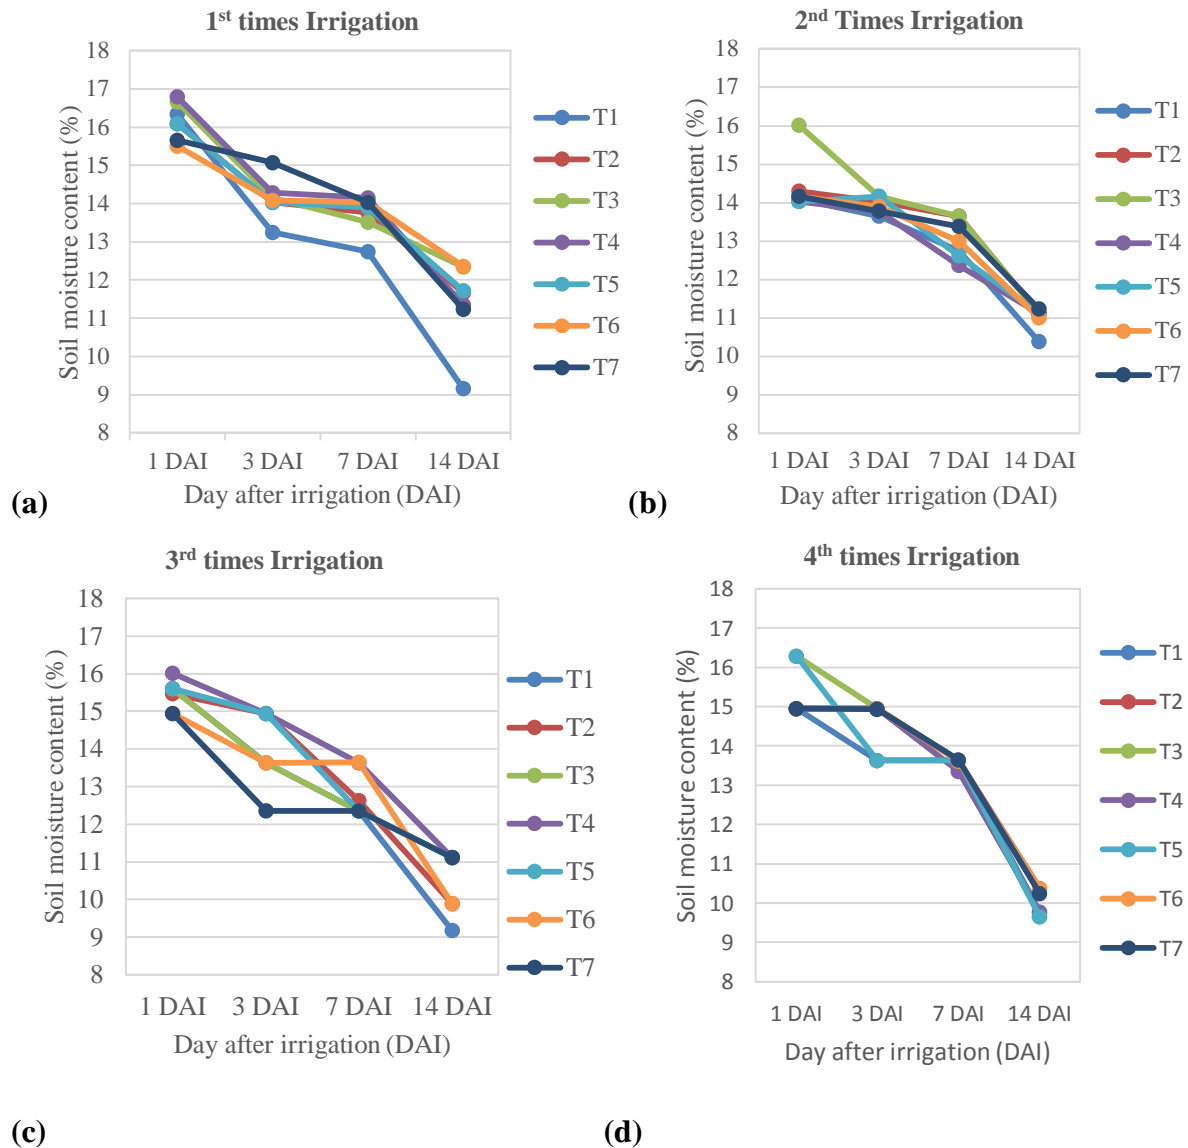 1st times Irrigation
18
17
16
15
14
13
12
11
10
9
8
Soil moisture content (%)
1 DAI 3 DAI 7 DAI 14 DAI
Day after irrigation (DAI)
T1
T2
T3
T4
T5
T6
T7
(a)
2nd Times Irrigation
18
17
16
15
14
13
12
11
10
9
8
Soil moisture content (%)
1 DAI 3 DAI 7 DAI 14 DAI
Day after irrigation (DAI)
T1
T2
T3
T4
T5
T6
T7
(b)
3rd times Irrigation
18
17
16
15
14
13
12
11
10
9
8
Soil moisture content (%)
1 DAI 3 DAI 7 DAI 14 DAI
Day after irrigation (DAI)
T1
T2
T3
T4
T5
T6
T7
(c)
4th times Irrigation
18
17
16
15
14
13
12
11
10
9
8
Soil moisture content (%)
1 DAI 3 DAI 7 DAI 14 DAI
Day after irrigation (DAI)
T1
T2
T3
T4
T5
T6
T7
(d)